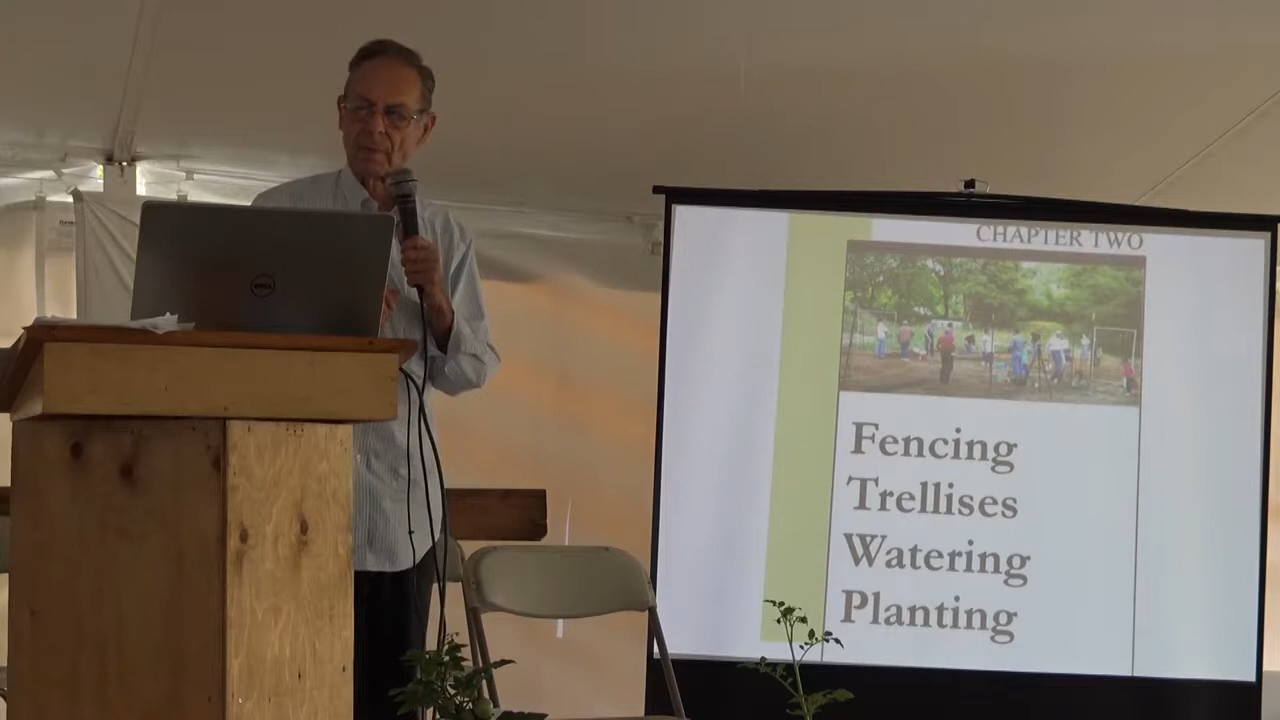 DELL
CHAPTER TWO
Fencing
Trellises
Watering
Planting